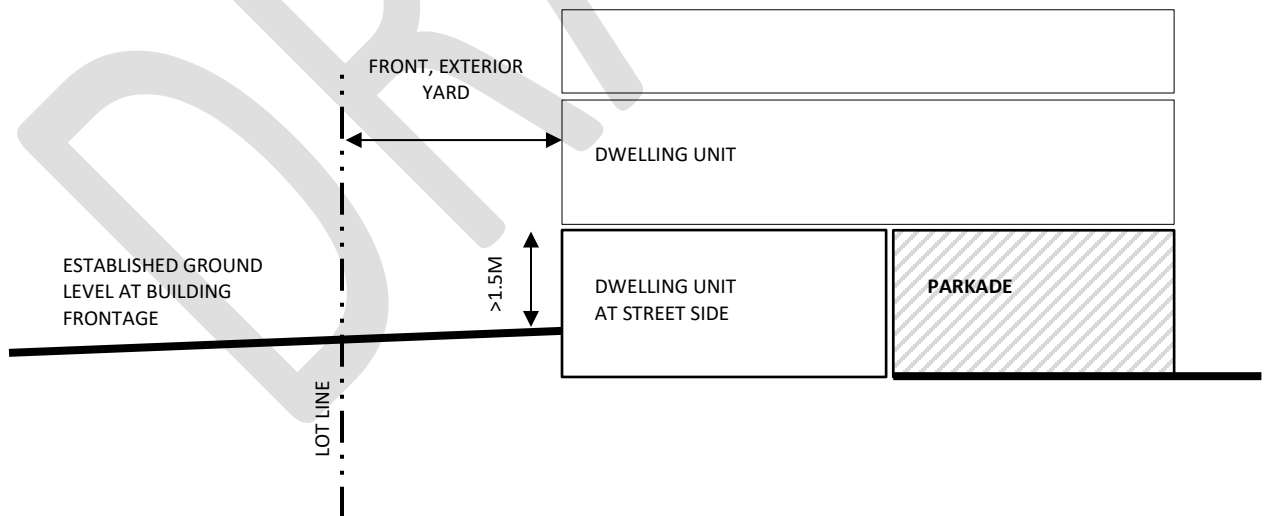 FRONT, EXTERIOR
YARD
DWELLING UNIT
ESTABLISHED GROUND
LEVEL AT BUILDING
FRONTAGE
>1.5M
DWELLING UNIT
AT STREET SIDE
PARKADE
LOT LINE